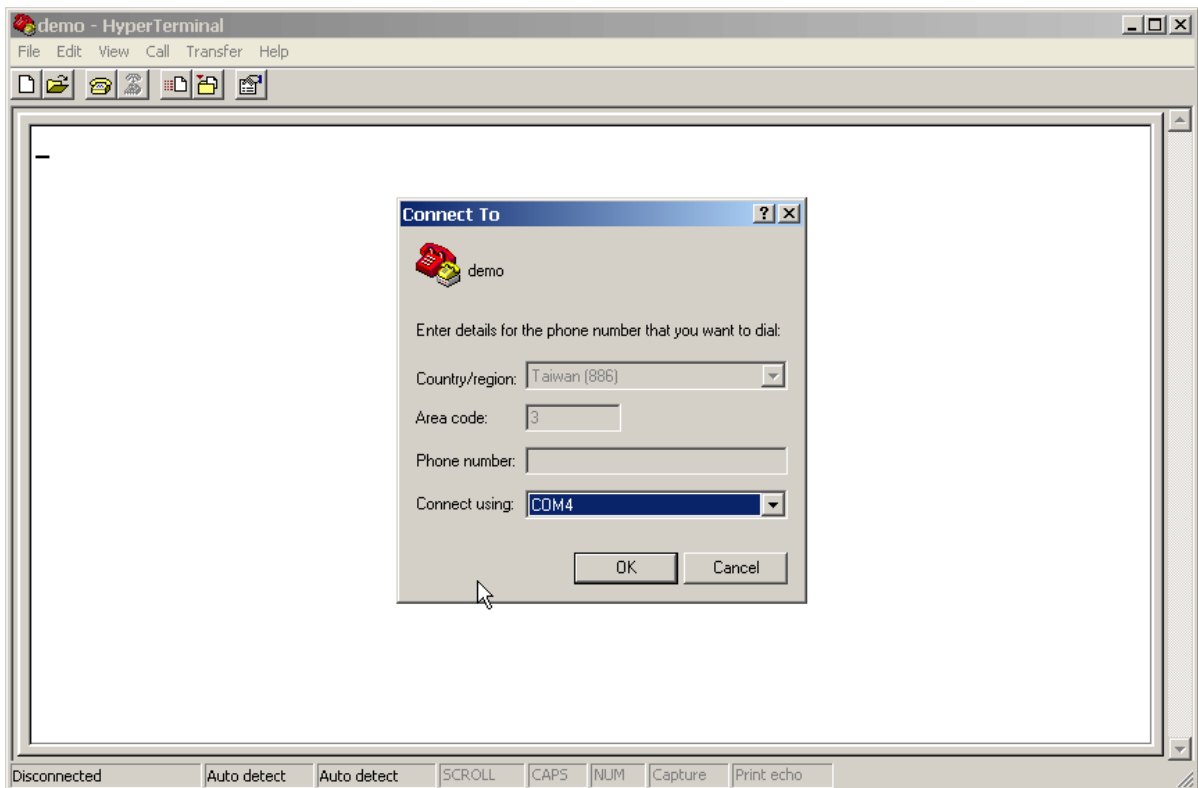 demo - HyperTerminal
File Edit View Call Transfer Help
Connect To
demo
Enter details for the phone number that you want to dial:
Country/region: Taiwan (886)
Area code: 3
Phone number:
Connect using: COM4
OK Cancel
Disconnected Auto detect Auto detect SCROLL CAPS NUM Capture Print echo